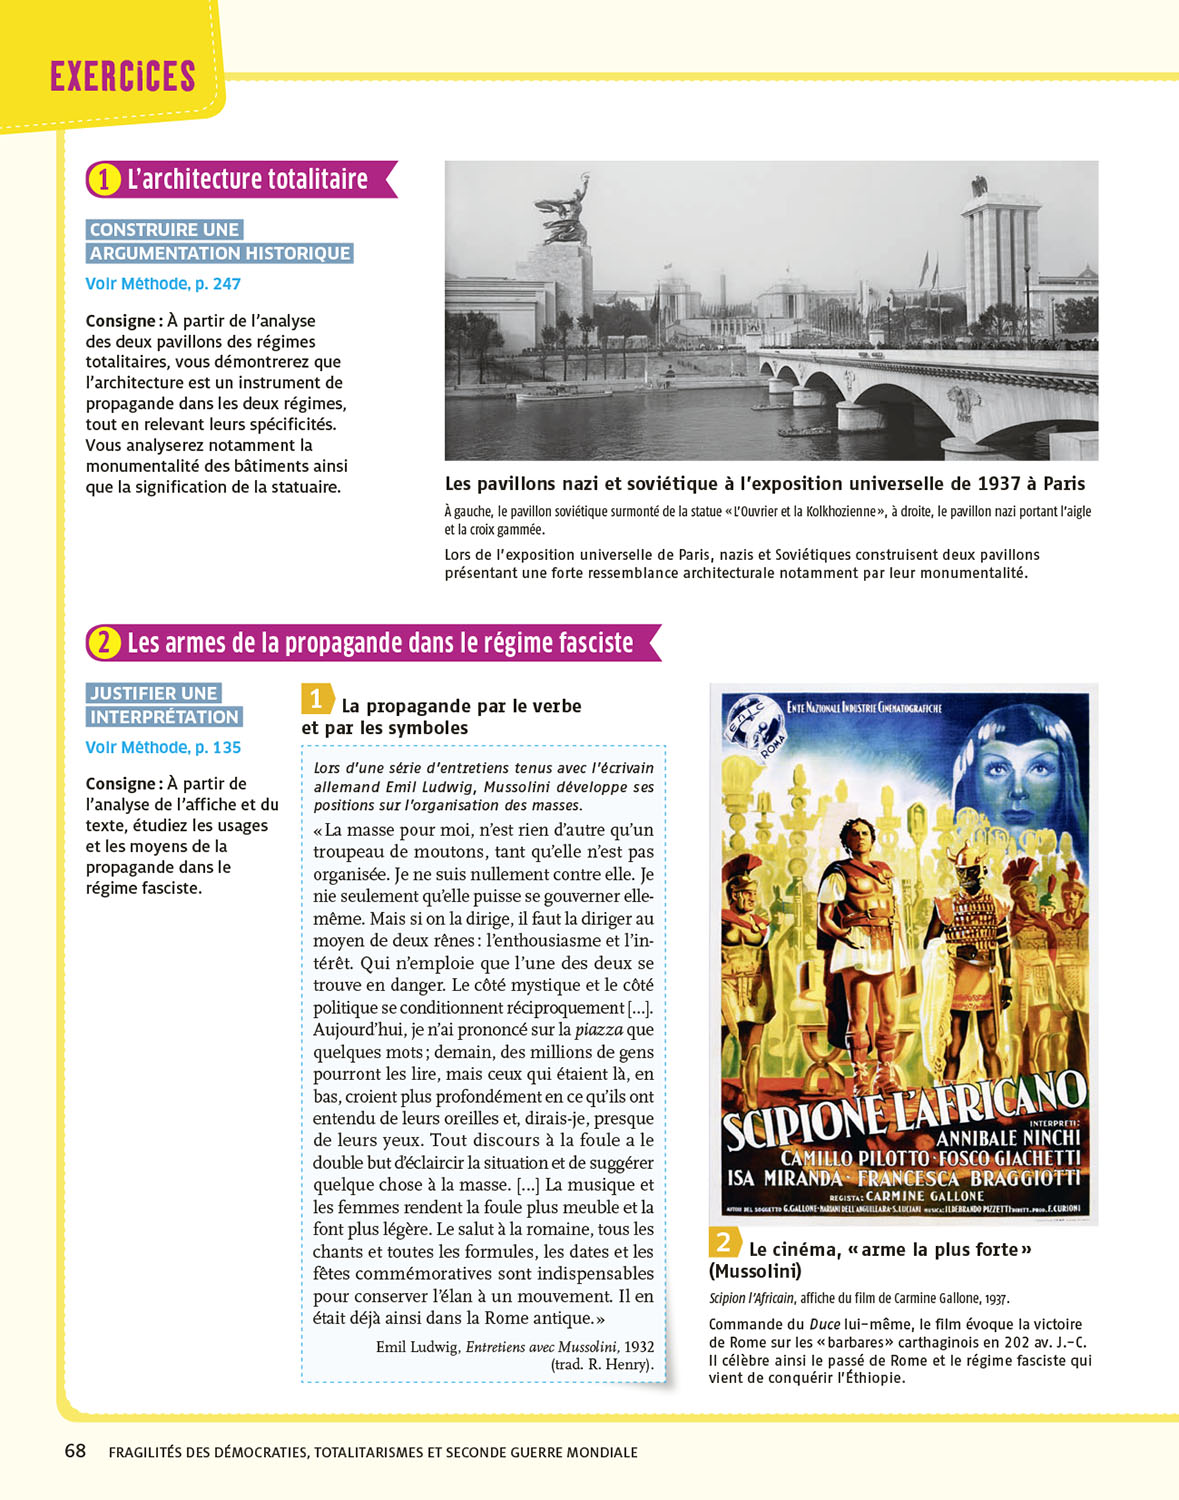 EXERCICES
1 L'architecture totalitaire
CONSTRUIRE UNE
ARGUMENTATION HISTORIQUE
Voir Méthode, p. 247
Consigne : À partir de l'analyse
des deux pavillons des régimes
totalitaires, vous démontrerez que
l'architecture est un instrument de
propagande dans les deux régimes,
tout en relevant leurs spécificités.
Vous analyserez notamment la
monumentalité des bâtiments ainsi
que la signification de la statuaire.
Les pavillons nazi et soviétique à l'exposition universelle de 1937 à Paris
À gauche, le pavillon soviétique surmonté de la statue « L'Ouvrier et la Kolkhozienne », à droite, le pavillon nazi portant l'aigle
et la croix gammée.
Lors de l'exposition universelle de Paris, nazis et Soviétiques construisent deux pavillons
présentant une forte ressemblance architecturale notamment par leur monumentalité.
2 Les armes de la propagande dans le régime fasciste
JUSTIFIER UNE
INTERPRÉTATION
Voir Méthode, p. 135
Consigne : À partir de
l'analyse de l'affiche et du
texte, étudiez les usages
et les moyens de la
propagande dans le
régime fasciste.
1 La propagande par le verbe
et par les symboles
Lors d'une série d'entretiens tenus avec l'écrivain
allemand Emil Ludwig, Mussolini développe ses
positions sur l'organisation des masses.
« La masse pour moi, n'est rien d'autre qu'un
troupeau de moutons, tant qu'elle n'est pas
organisée. Je ne suis nullement contre elle. Je
nie seulement qu'elle puisse se gouverner elle-
même. Mais si on la dirige, il faut la diriger au
moyen de deux rênes : l'enthousiasme et l'in-
térêt. Qui n'emploie que l'une des deux se
trouve en danger. Le côté mystique et le côté
politique se conditionnent réciproquement [...].
Aujourd'hui, je n'ai prononcé sur la piazza que
quelques mots ; demain, des millions de gens
pourront les lire, mais ceux qui étaient là, en
bas, croient plus profondément en ce qu'ils ont
entendu de leurs oreilles et, dirais-je, presque
de leurs yeux. Tout discours à la foule a le
double but d'éclaircir la situation et de suggérer
quelque chose à la masse. [...] La musique et
les femmes rendent la foule plus meuble et la
font plus légère. Le salut à la romaine, tous les
chants et toutes les formules, les dates et les
fêtes commémoratives sont indispensables
pour conserver l'élan à un mouvement. Il en
était déjà ainsi dans la Rome antique. »
Emil Ludwig, Entretiens avec Mussolini, 1932
(trad. R. Henry).
ENTE NAZIONALE INDUSTRIE CINEMATOGRAFICHE
E.N.I.C.
ROMA
SCIPIONE L'AFRICANO
INTERPRETI:
ANNIBALE NINCHI
CAMILLO PILOTTO · FOSCO GIACHETTI
ISA MIRANDA · FRANCESCA BRAGGIOTTI
REGISTA: CARMINE GALLONE
AUTORI DEL SOGGETTO G.GALLONE-MARIANI DELL'ANGUILLARA-S.LUCIANI MUSICA: ILDEBRANDO PIZZETTI DIRETT. PROD. F.CURIONI
2 Le cinéma, « arme la plus forte »
(Mussolini)
Scipion l'Africain, affiche du film de Carmine Gallone, 1937.
Commande du Duce lui-même, le film évoque la victoire
de Rome sur les « barbares » carthaginois en 202 av. J.-C.
Il célèbre ainsi le passé de Rome et le régime fasciste qui
vient de conquérir l'Éthiopie.
68 FRAGILITÉS DES DÉMOCRATIES, TOTALITARISMES ET SECONDE GUERRE MONDIALE